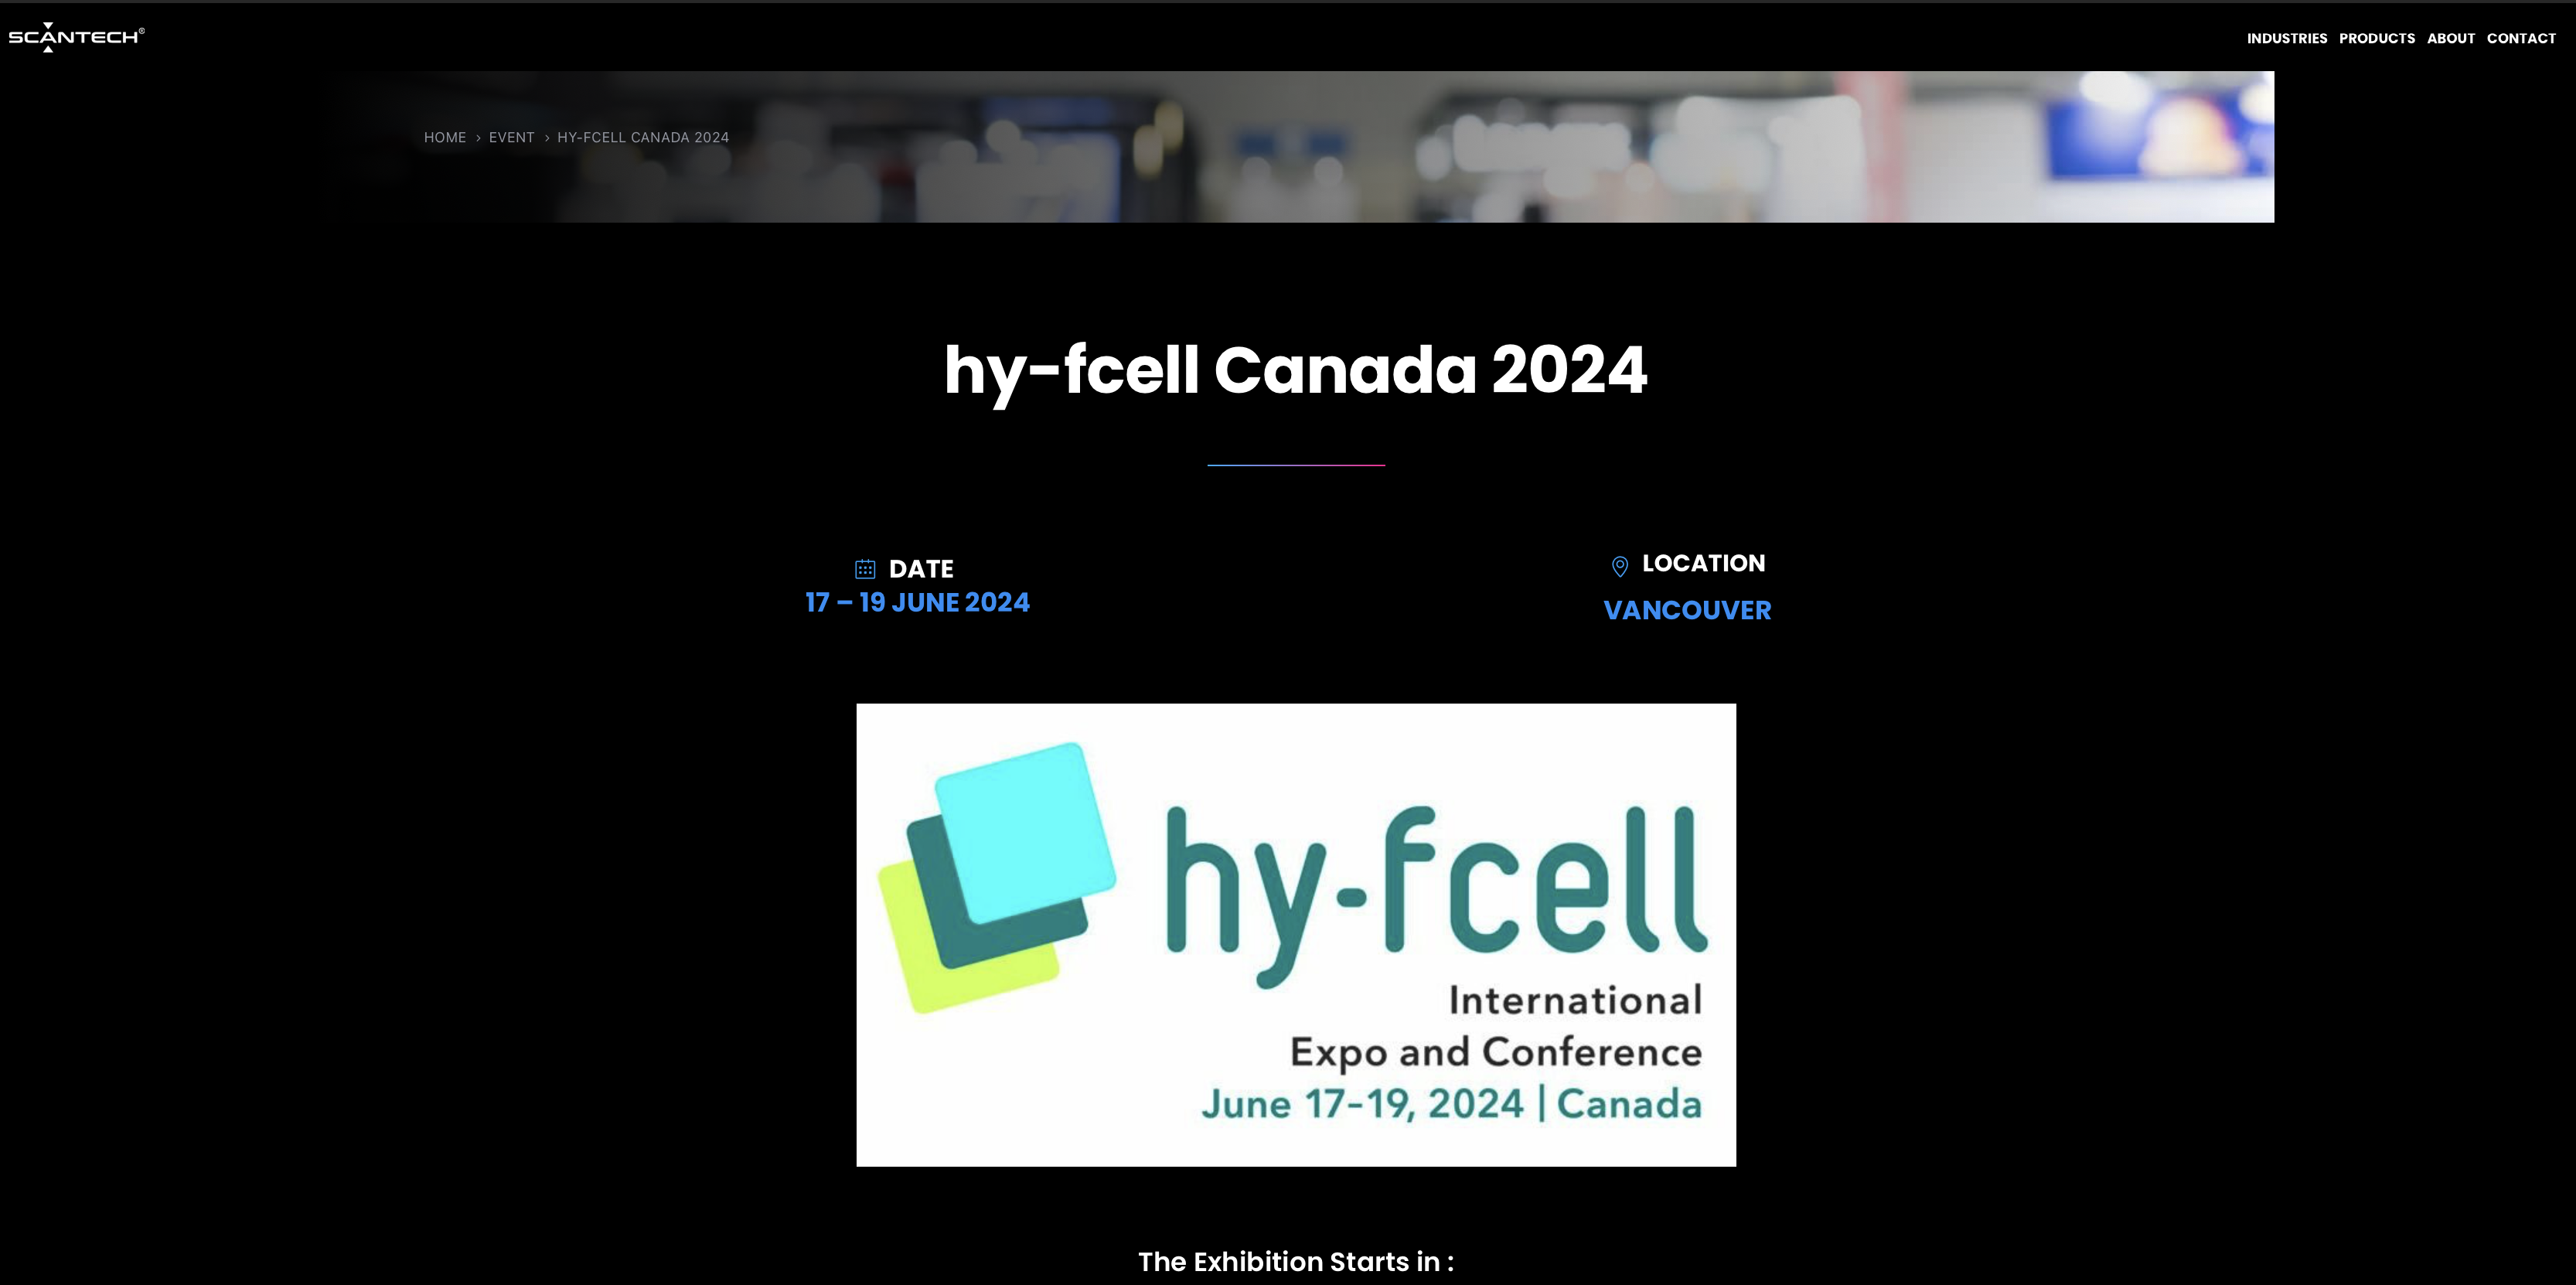 SCANTECH®
INDUSTRIES PRODUCTS ABOUT CONTACT
HOME > EVENT > HY-FCELL CANADA 2024
hy-fcell Canada 2024
DATE
17 – 19 JUNE 2024
LOCATION
VANCOUVER
hy-fcell
International
Expo and Conference
June 17-19, 2024 | Canada
The Exhibition Starts in :